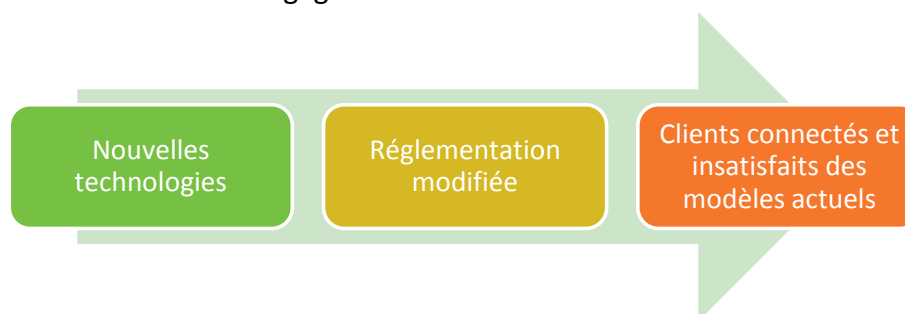 Nouvelles
technologies
Réglementation
modifiée
Clients connectés et
insatisfaits des
modèles actuels